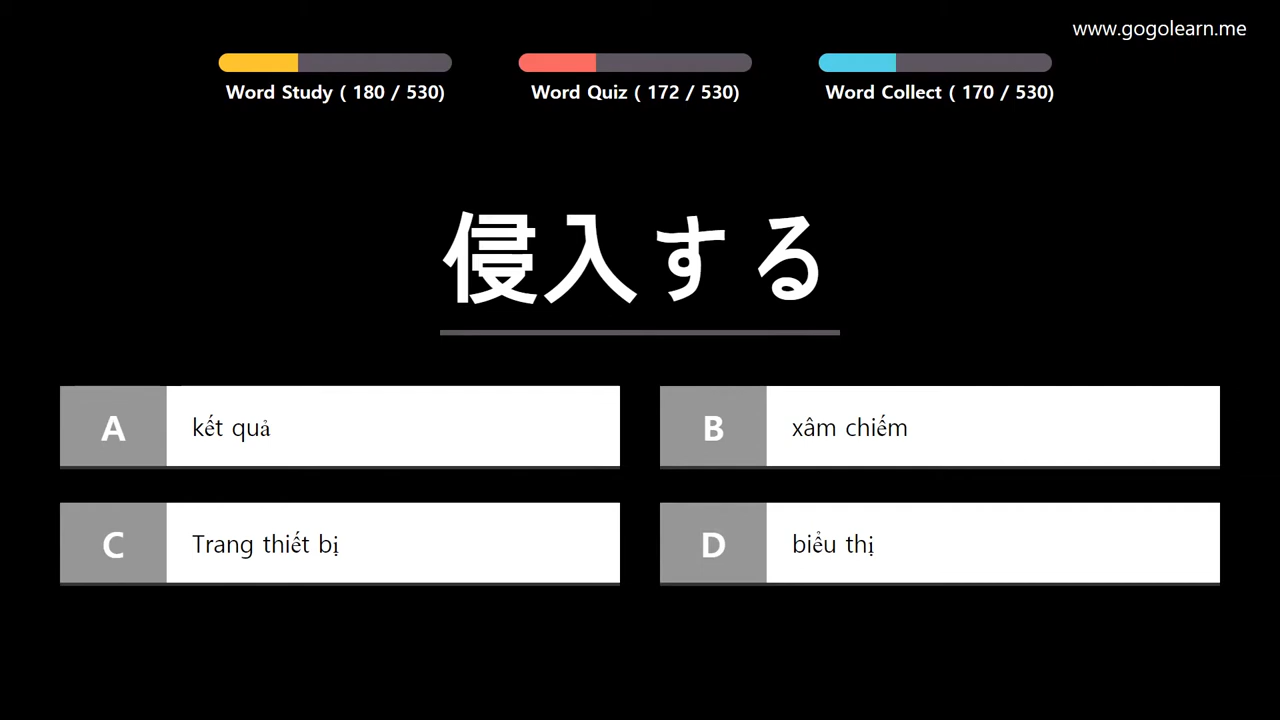 www.gogolearn.me
Word Study ( 180 / 530)
Word Quiz ( 172 / 530)
Word Collect ( 170 / 530)
侵入する
A kết quả
B xâm chiếm
C Trang thiết bị
D biểu thị